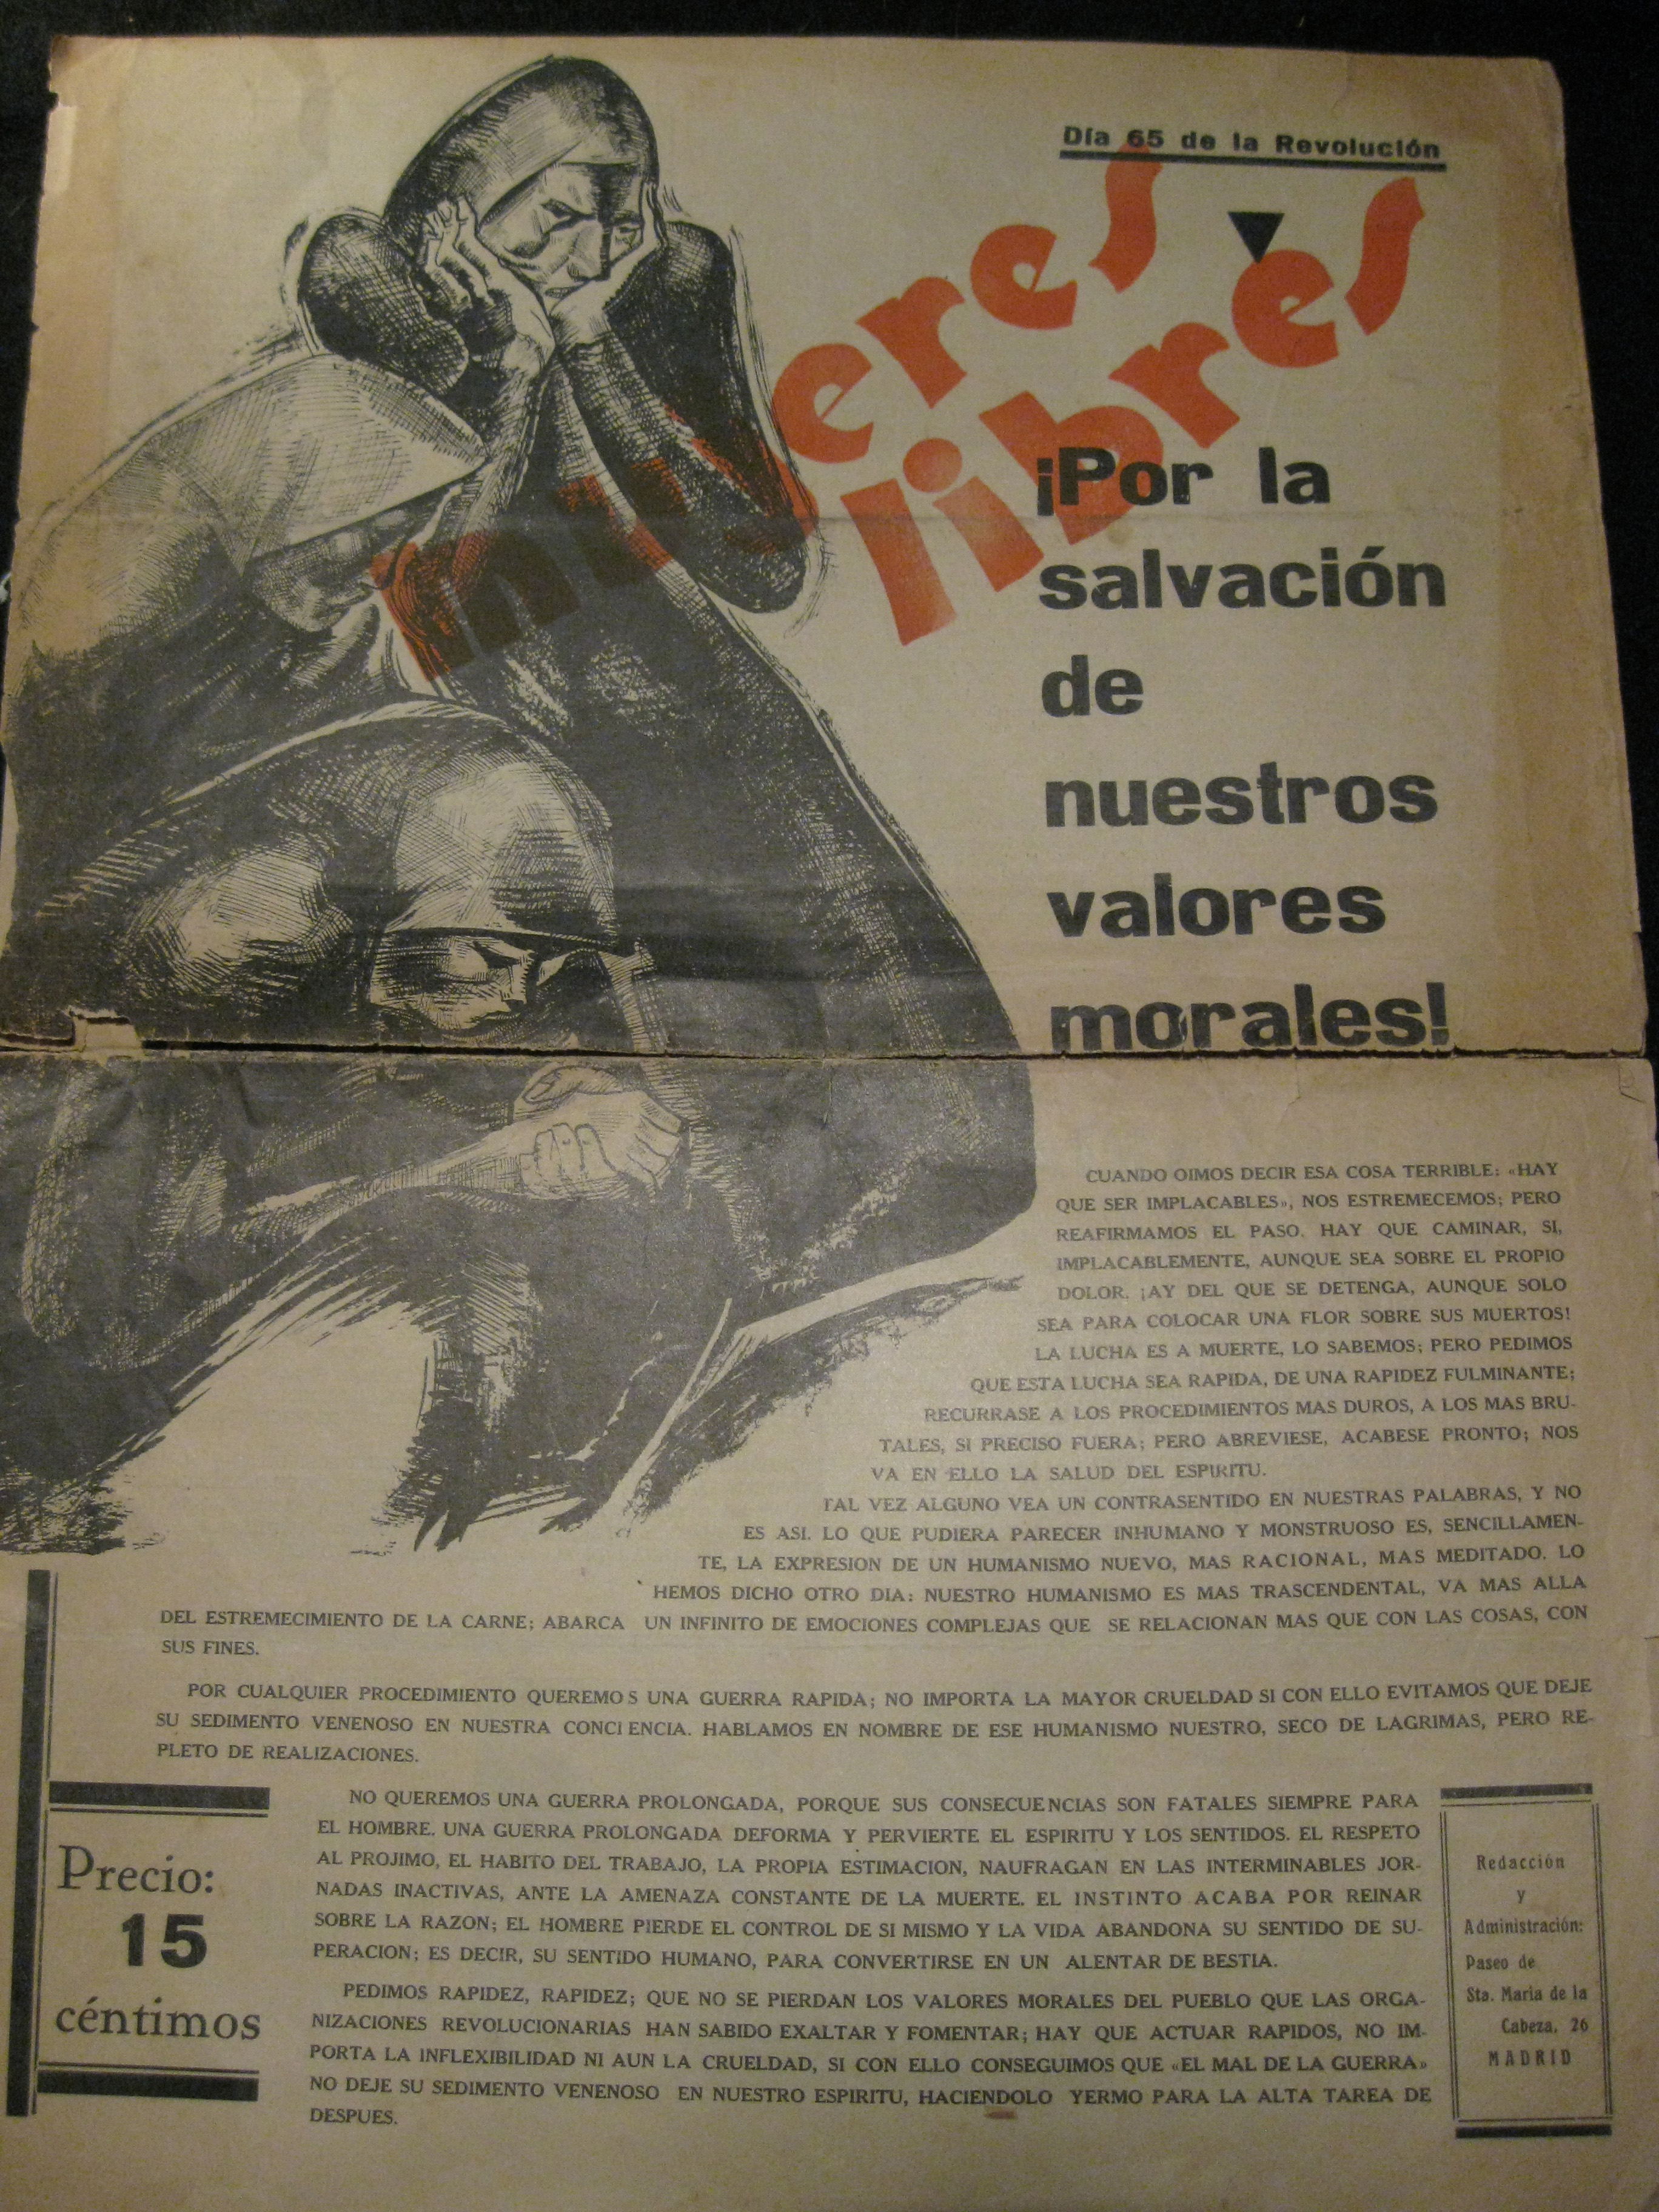 Día 65 de la Revolución
mujeres
libres
¡Por la
salvación
de
nuestros
valores
morales!
CUANDO OIMOS DECIR ESA COSA TERRIBLE: «HAY
QUE SER IMPLACABLES», NOS ESTREMECEMOS; PERO
REAFIRMAMOS EL PASO. HAY QUE CAMINAR, SI,
IMPLACABLEMENTE, AUNQUE SEA SOBRE EL PROPIO
DOLOR. ¡AY DEL QUE SE DETENGA, AUNQUE SOLO
SEA PARA COLOCAR UNA FLOR SOBRE SUS MUERTOS!
LA LUCHA ES A MUERTE, LO SABEMOS; PERO PEDIMOS
QUE ESTA LUCHA SEA RAPIDA, DE UNA RAPIDEZ FULMINANTE;
RECURRASE A LOS PROCEDIMIENTOS MAS DUROS, A LOS MAS BRU-
TALES, SI PRECISO FUERA; PERO ABREVIESE, ACABESE PRONTO; NOS
VA EN ELLO LA SALUD DEL ESPIRITU.
TAL VEZ ALGUNO VEA UN CONTRASENTIDO EN NUESTRAS PALABRAS, Y NO
ES ASI. LO QUE PUDIERA PARECER INHUMANO Y MONSTRUOSO ES, SENCILLAMEN-
TE, LA EXPRESION DE UN HUMANISMO NUEVO, MAS RACIONAL, MAS MEDITADO. LO
HEMOS DICHO OTRO DIA: NUESTRO HUMANISMO ES MAS TRASCENDENTAL, VA MAS ALLA
DEL ESTREMECIMIENTO DE LA CARNE; ABARCA UN INFINITO DE EMOCIONES COMPLEJAS QUE SE RELACIONAN MAS QUE CON LAS COSAS, CON
SUS FINES.
POR CUALQUIER PROCEDIMIENTO QUEREMOS UNA GUERRA RAPIDA; NO IMPORTA LA MAYOR CRUELDAD SI CON ELLO EVITAMOS QUE DEJE
SU SEDIMENTO VENENOSO EN NUESTRA CONCIENCIA. HABLAMOS EN NOMBRE DE ESE HUMANISMO NUESTRO, SECO DE LAGRIMAS, PERO RE-
PLETO DE REALIZACIONES.
NO QUEREMOS UNA GUERRA PROLONGADA, PORQUE SUS CONSECUENCIAS SON FATALES SIEMPRE PARA
EL HOMBRE. UNA GUERRA PROLONGADA DEFORMA Y PERVIERTE EL ESPIRITU Y LOS SENTIDOS. EL RESPETO
AL PROJIMO, EL HABITO DEL TRABAJO, LA PROPIA ESTIMACION, NAUFRAGAN EN LAS INTERMINABLES JOR-
NADAS INACTIVAS, ANTE LA AMENAZA CONSTANTE DE LA MUERTE. EL INSTINTO ACABA POR REINAR
SOBRE LA RAZON; EL HOMBRE PIERDE EL CONTROL DE SI MISMO Y LA VIDA ABANDONA SU SENTIDO DE SU-
PERACION; ES DECIR, SU SENTIDO HUMANO, PARA CONVERTIRSE EN UN ALENTAR DE BESTIA.
PEDIMOS RAPIDEZ, RAPIDEZ; QUE NO SE PIERDAN LOS VALORES MORALES DEL PUEBLO QUE LAS ORGA-
NIZACIONES REVOLUCIONARIAS HAN SABIDO EXALTAR Y FOMENTAR; HAY QUE ACTUAR RAPIDOS, NO IM-
PORTA LA INFLEXIBILIDAD NI AUN LA CRUELDAD, SI CON ELLO CONSEGUIMOS QUE «EL MAL DE LA GUERRA»
NO DEJE SU SEDIMENTO VENENOSO EN NUESTRO ESPIRITU, HACIENDOLO YERMO PARA LA ALTA TAREA DE
DESPUES.
Precio:
15
céntimos
Redacción
y
Administración:
Paseo de
Sta. María de la
Cabeza, 26
MADRID